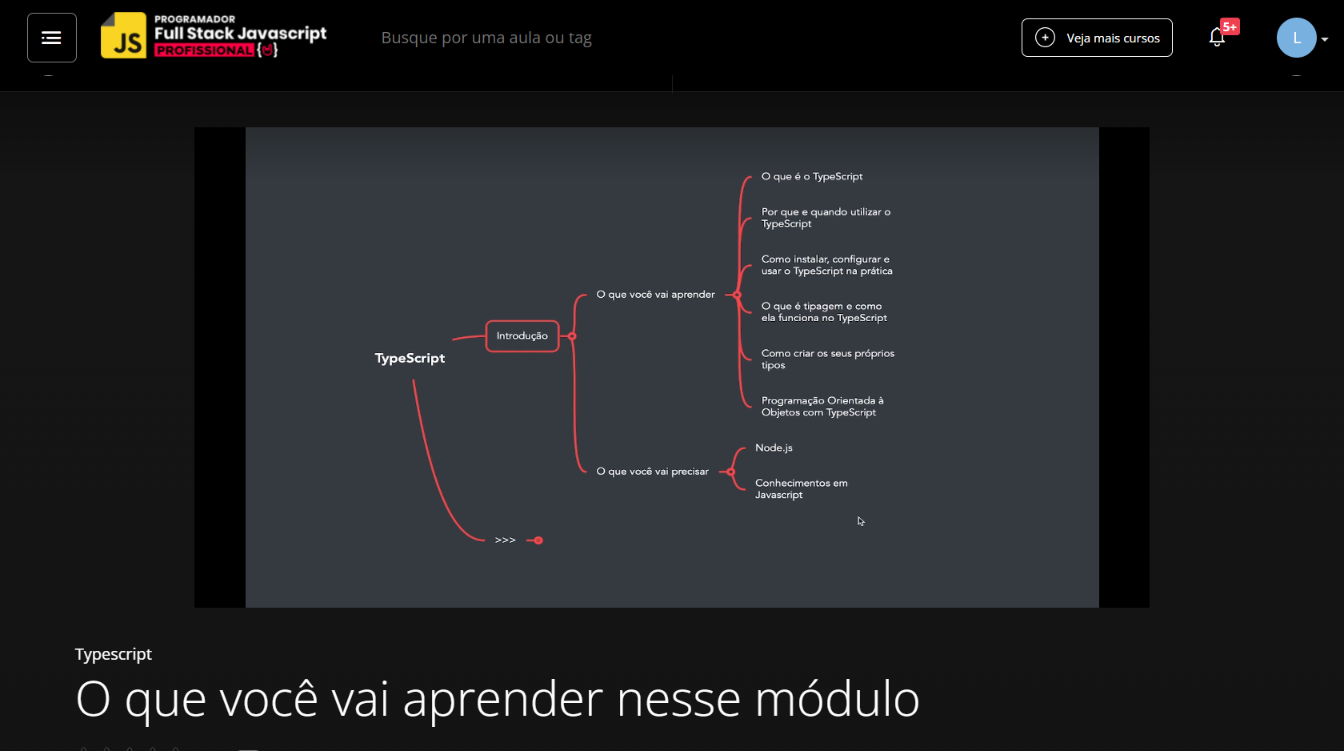 PROGRAMADOR
JS Full Stack Javascript
PROFISSIONAL {}
Busque por uma aula ou tag
+ Veja mais cursos
5+
L
O que é o TypeScript
Por que e quando utilizar o
TypeScript
Como instalar, configurar e
usar o TypeScript na prática
O que você vai aprender
O que é tipagem e como
ela funciona no TypeScript
Introdução
TypeScript
Como criar os seus próprios
tipos
Programação Orientada à
Objetos com TypeScript
Node.js
O que você vai precisar
Conhecimentos em
Javascript
>>>
Typescript
O que você vai aprender nesse módulo